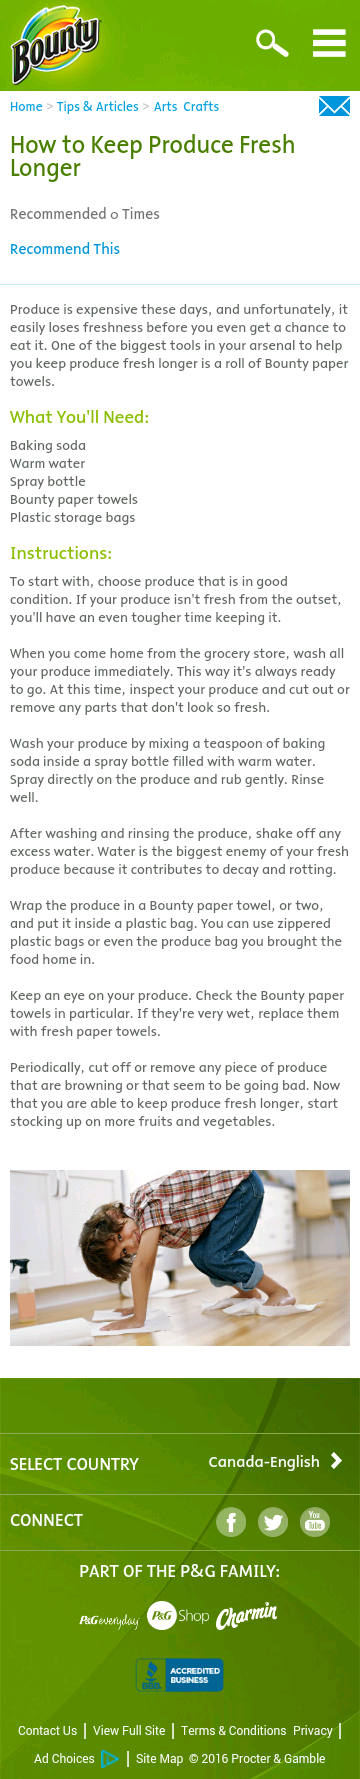 Bounty
Home > Tips & Articles > Arts Crafts
How to Keep Produce Fresh
Longer
Recommended 0 Times
Recommend This
Produce is expensive these days, and unfortunately, it
easily loses freshness before you even get a chance to
eat it. One of the biggest tools in your arsenal to help
you keep produce fresh longer is a roll of Bounty paper
towels.
What You'll Need:
Baking soda
Warm water
Spray bottle
Bounty paper towels
Plastic storage bags
Instructions:
To start with, choose produce that is in good
condition. If your produce isn't fresh from the outset,
you'll have an even tougher time keeping it.
When you come home from the grocery store, wash all
your produce immediately. This way it's always ready
to go. At this time, inspect your produce and cut out or
remove any parts that don't look so fresh.
Wash your produce by mixing a teaspoon of baking
soda inside a spray bottle filled with warm water.
Spray directly on the produce and rub gently. Rinse
well.
After washing and rinsing the produce, shake off any
excess water. Water is the biggest enemy of your fresh
produce because it contributes to decay and rotting.
Wrap the produce in a Bounty paper towel, or two,
and put it inside a plastic bag. You can use zippered
plastic bags or even the produce bag you brought the
food home in.
Keep an eye on your produce. Check the Bounty paper
towels in particular. If they're very wet, replace them
with fresh paper towels.
Periodically, cut off or remove any piece of produce
that are browning or that seem to be going bad. Now
that you are able to keep produce fresh longer, start
stocking up on more fruits and vegetables.
SELECT COUNTRY Canada-English
CONNECT You Tube
PART OF THE P&G FAMILY:
P&G everyday P&G Shop Charmin
BBB ACCREDITED BUSINESS
Contact Us | View Full Site | Terms & Conditions Privacy |
Ad Choices | Site Map © 2016 Procter & Gamble